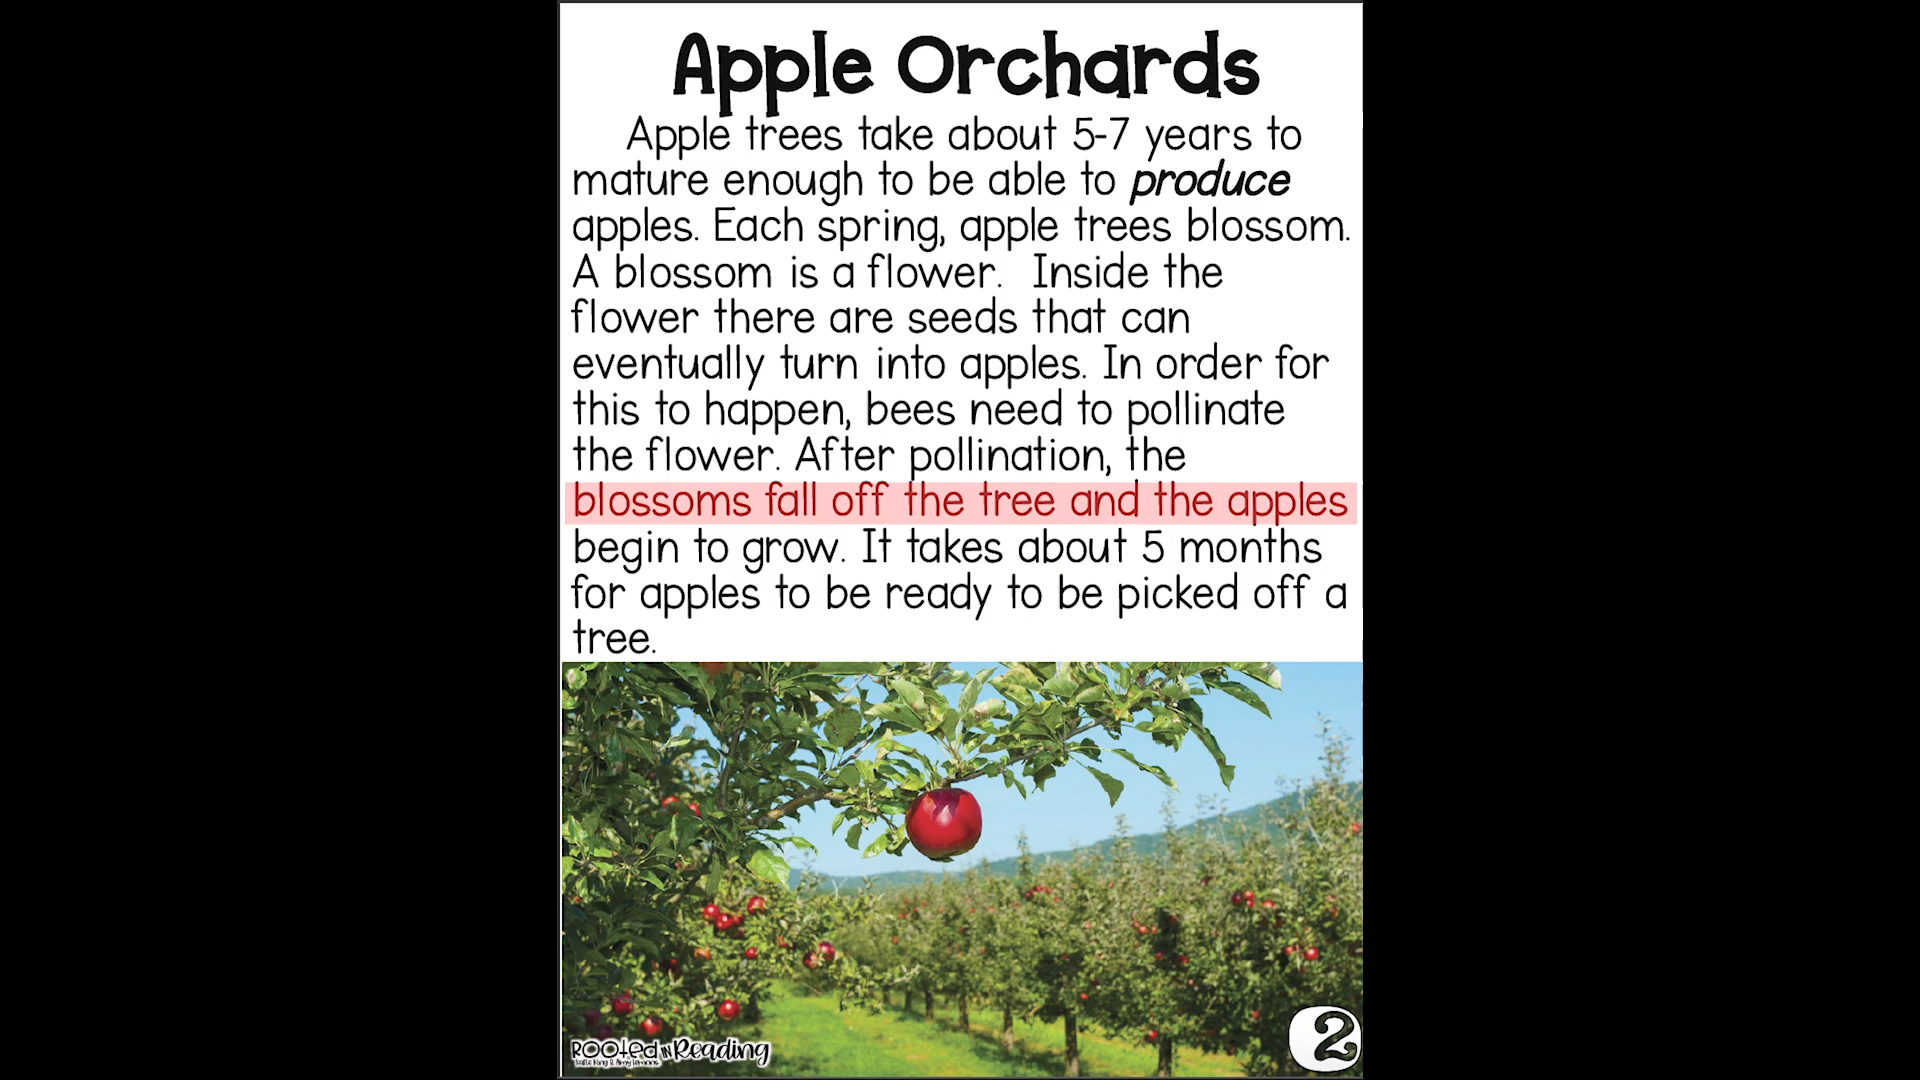 Apple Orchards
Apple trees take about 5-7 years to
mature enough to be able to produce
apples. Each spring, apple trees blossom.
A blossom is a flower. Inside the
flower there are seeds that can
eventually turn into apples. In order for
this to happen, bees need to pollinate
the flower. After pollination, the
blossoms fall off the tree and the apples
begin to grow. It takes about 5 months
for apples to be ready to be picked off a
tree.
ROOted IN Reading
Katie King & Amy Lemons
2